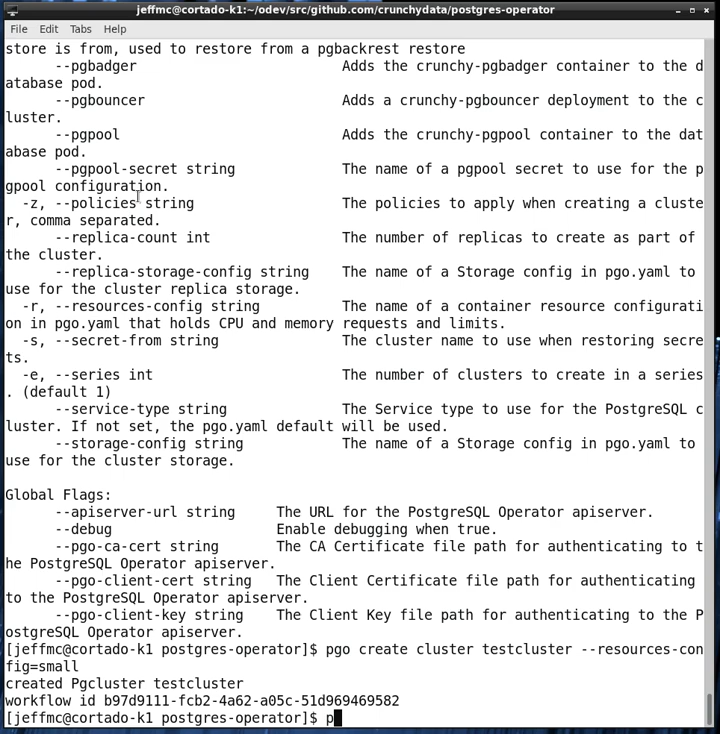 jeffmc@cortado-k1:~/odev/src/github.com/crunchydata/postgres-operator
File Edit Tabs Help
store is from, used to restore from a pgbackrest restore
      --pgbadger                         Adds the crunchy-pgbadger container to the d
atabase pod.
      --pgbouncer                        Adds a crunchy-pgbouncer deployment to the c
luster.
      --pgpool                           Adds the crunchy-pgpool container to the dat
abase pod.
      --pgpool-secret string             The name of a pgpool secret to use for the p
gpool configuration.
  -z, --policies string                  The policies to apply when creating a cluste
r, comma separated.
      --replica-count int                The number of replicas to create as part of
the cluster.
      --replica-storage-config string    The name of a Storage config in pgo.yaml to
use for the cluster replica storage.
  -r, --resources-config string          The name of a container resource configurati
on in pgo.yaml that holds CPU and memory requests and limits.
  -s, --secret-from string               The cluster name to use when restoring secre
ts.
  -e, --series int                       The number of clusters to create in a series
. (default 1)
      --service-type string              The Service type to use for the PostgreSQL c
luster. If not set, the pgo.yaml default will be used.
      --storage-config string            The name of a Storage config in pgo.yaml to
use for the cluster storage.

Global Flags:
      --apiserver-url string     The URL for the PostgreSQL Operator apiserver.
      --debug                    Enable debugging when true.
      --pgo-ca-cert string       The CA Certificate file path for authenticating to t
he PostgreSQL Operator apiserver.
      --pgo-client-cert string   The Client Certificate file path for authenticating
to the PostgreSQL Operator apiserver.
      --pgo-client-key string    The Client Key file path for authenticating to the P
ostgreSQL Operator apiserver.
[jeffmc@cortado-k1 postgres-operator]$ pgo create cluster testcluster --resources-con
fig=small
created Pgcluster testcluster
workflow id b97d9111-fcb2-4a62-a05c-51d969469582
[jeffmc@cortado-k1 postgres-operator]$ p